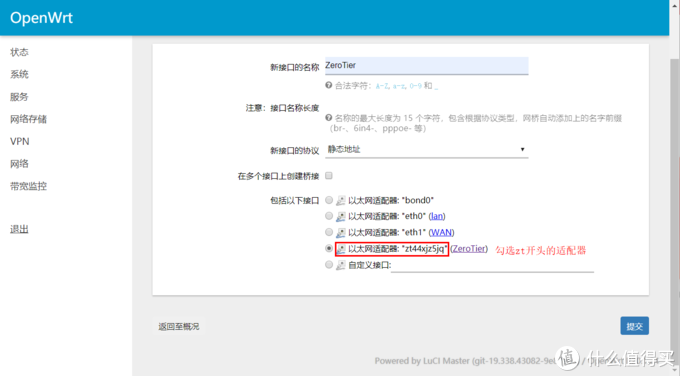 OpenWrt
状态
系统
服务
网络存储
VPN
网络
带宽监控
退出
新接口的名称 ZeroTier
合法字符：A-Z, a-z, 0-9 和 _
注意：接口名称长度
名称的最大长度为 15 个字符，包含根据协议类型，网桥自动添加上的名字前缀
（br-、6in4-、pppoe- 等）
新接口的协议 静态地址
在多个接口上创建桥接
包括以下接口 以太网适配器: "bond0"
以太网适配器: "eth0" (lan)
以太网适配器: "eth1" (WAN)
以太网适配器: "zt44xjz5jq" (ZeroTier) 勾选zt开头的适配器
自定义接口:
返回至概况 提交
Powered by LuCI Master (git-19.338.43082
值 什么值得买